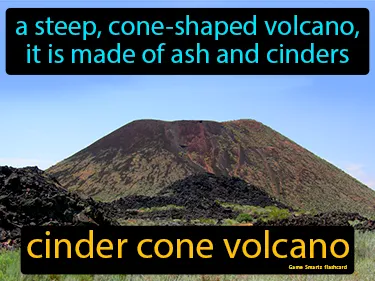 a steep, cone-shaped volcano,
it is made of ash and cinders
cinder cone volcano
Game Smartz flashcard